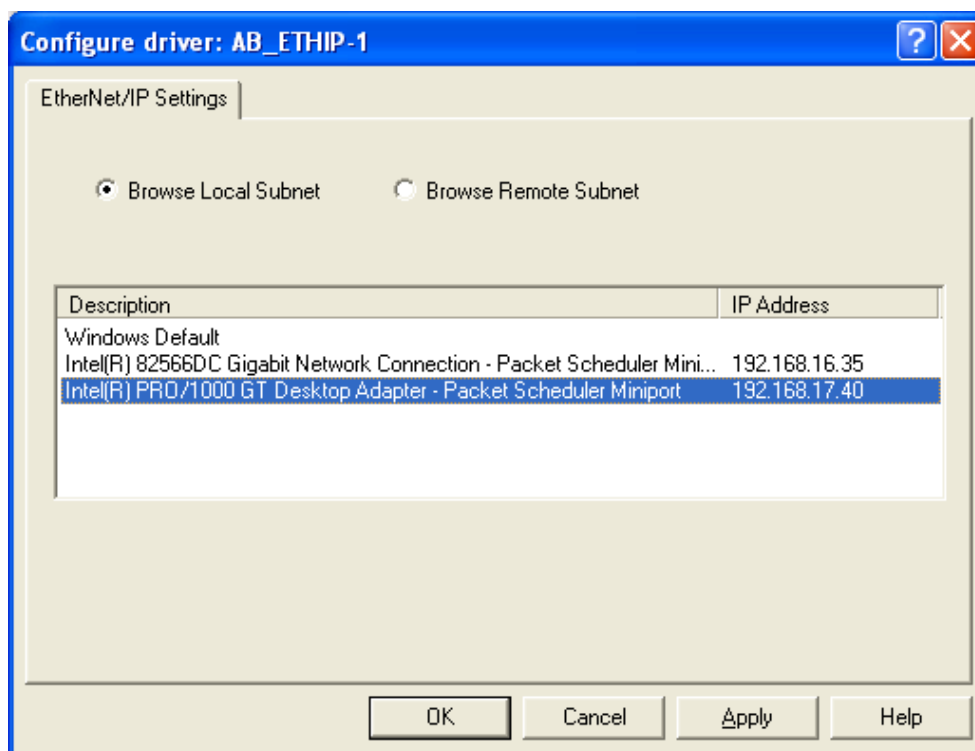 Configure driver: AB_ETHIP-1
EtherNet/IP Settings
Browse Local Subnet Browse Remote Subnet
Description IP Address
Windows Default
Intel(R) 82566DC Gigabit Network Connection - Packet Scheduler Mini... 192.168.16.35
Intel(R) PRO/1000 GT Desktop Adapter - Packet Scheduler Miniport 192.168.17.40
OK Cancel Apply Help